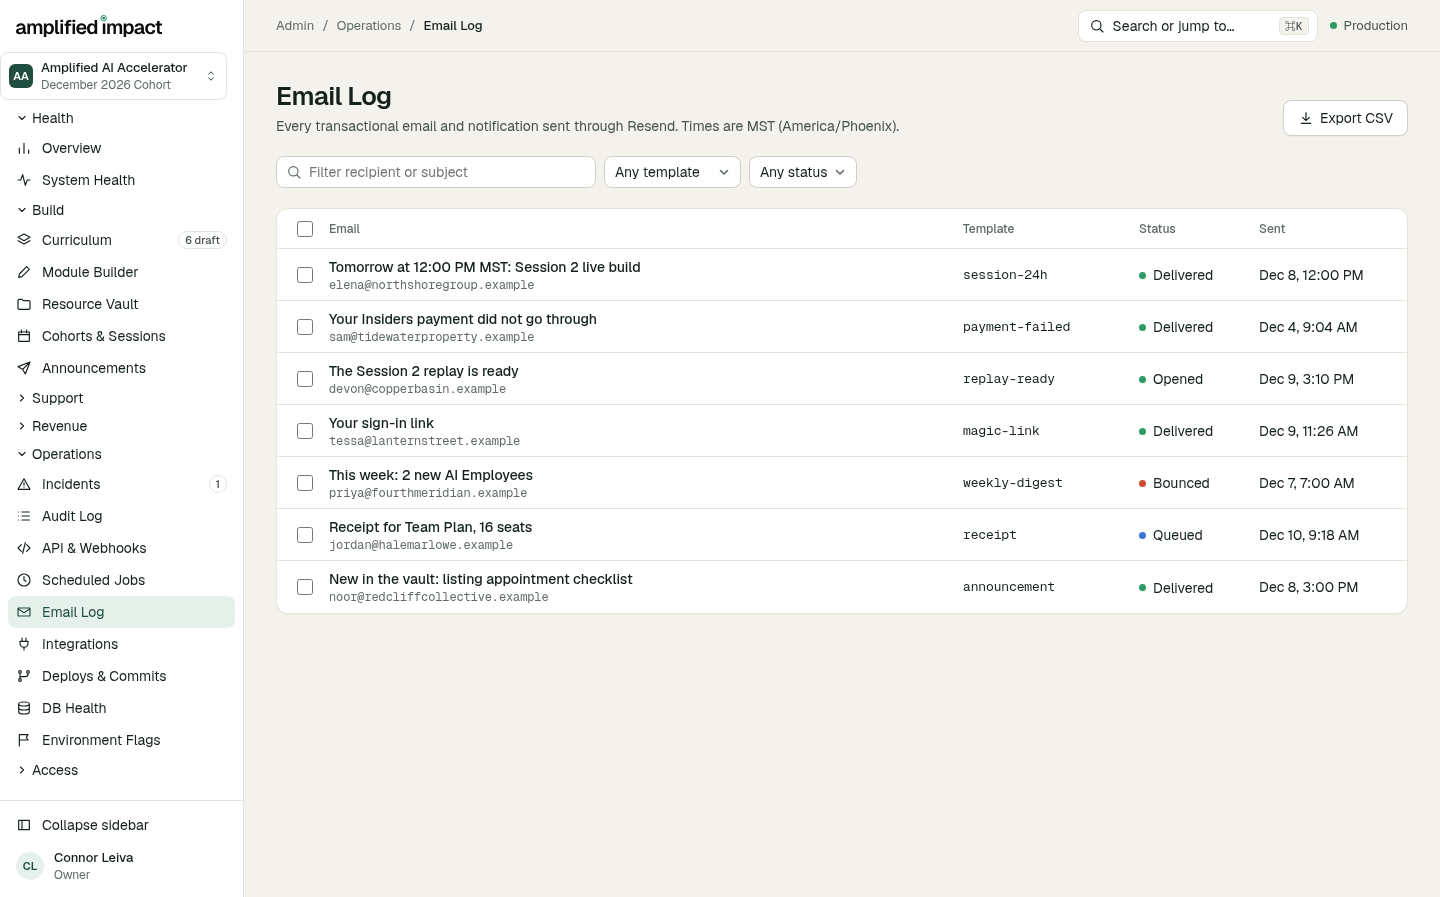 amplified impact
AA
Amplified AI Accelerator
December 2026 Cohort
Health
Overview
System Health
Build
Curriculum 6 draft
Module Builder
Resource Vault
Cohorts & Sessions
Announcements
Support
Revenue
Operations
Incidents 1
Audit Log
API & Webhooks
Scheduled Jobs
Email Log
Integrations
Deploys & Commits
DB Health
Environment Flags
Access
Collapse sidebar
CL
Connor Leiva
Owner
Admin / Operations / Email Log
Search or jump to… ⌘K
Production
Email Log
Every transactional email and notification sent through Resend. Times are MST (America/Phoenix).
Export CSV
Filter recipient or subject
Any template
Any status
Email Template Status Sent
Tomorrow at 12:00 PM MST: Session 2 live build
elena@northshoregroup.example
session-24h Delivered Dec 8, 12:00 PM
Your Insiders payment did not go through
sam@tidewaterproperty.example
payment-failed Delivered Dec 4, 9:04 AM
The Session 2 replay is ready
devon@copperbasin.example
replay-ready Opened Dec 9, 3:10 PM
Your sign-in link
tessa@lanternstreet.example
magic-link Delivered Dec 9, 11:26 AM
This week: 2 new AI Employees
priya@fourthmeridian.example
weekly-digest Bounced Dec 7, 7:00 AM
Receipt for Team Plan, 16 seats
jordan@halemarlowe.example
receipt Queued Dec 10, 9:18 AM
New in the vault: listing appointment checklist
noor@redcliffcollective.example
announcement Delivered Dec 8, 3:00 PM